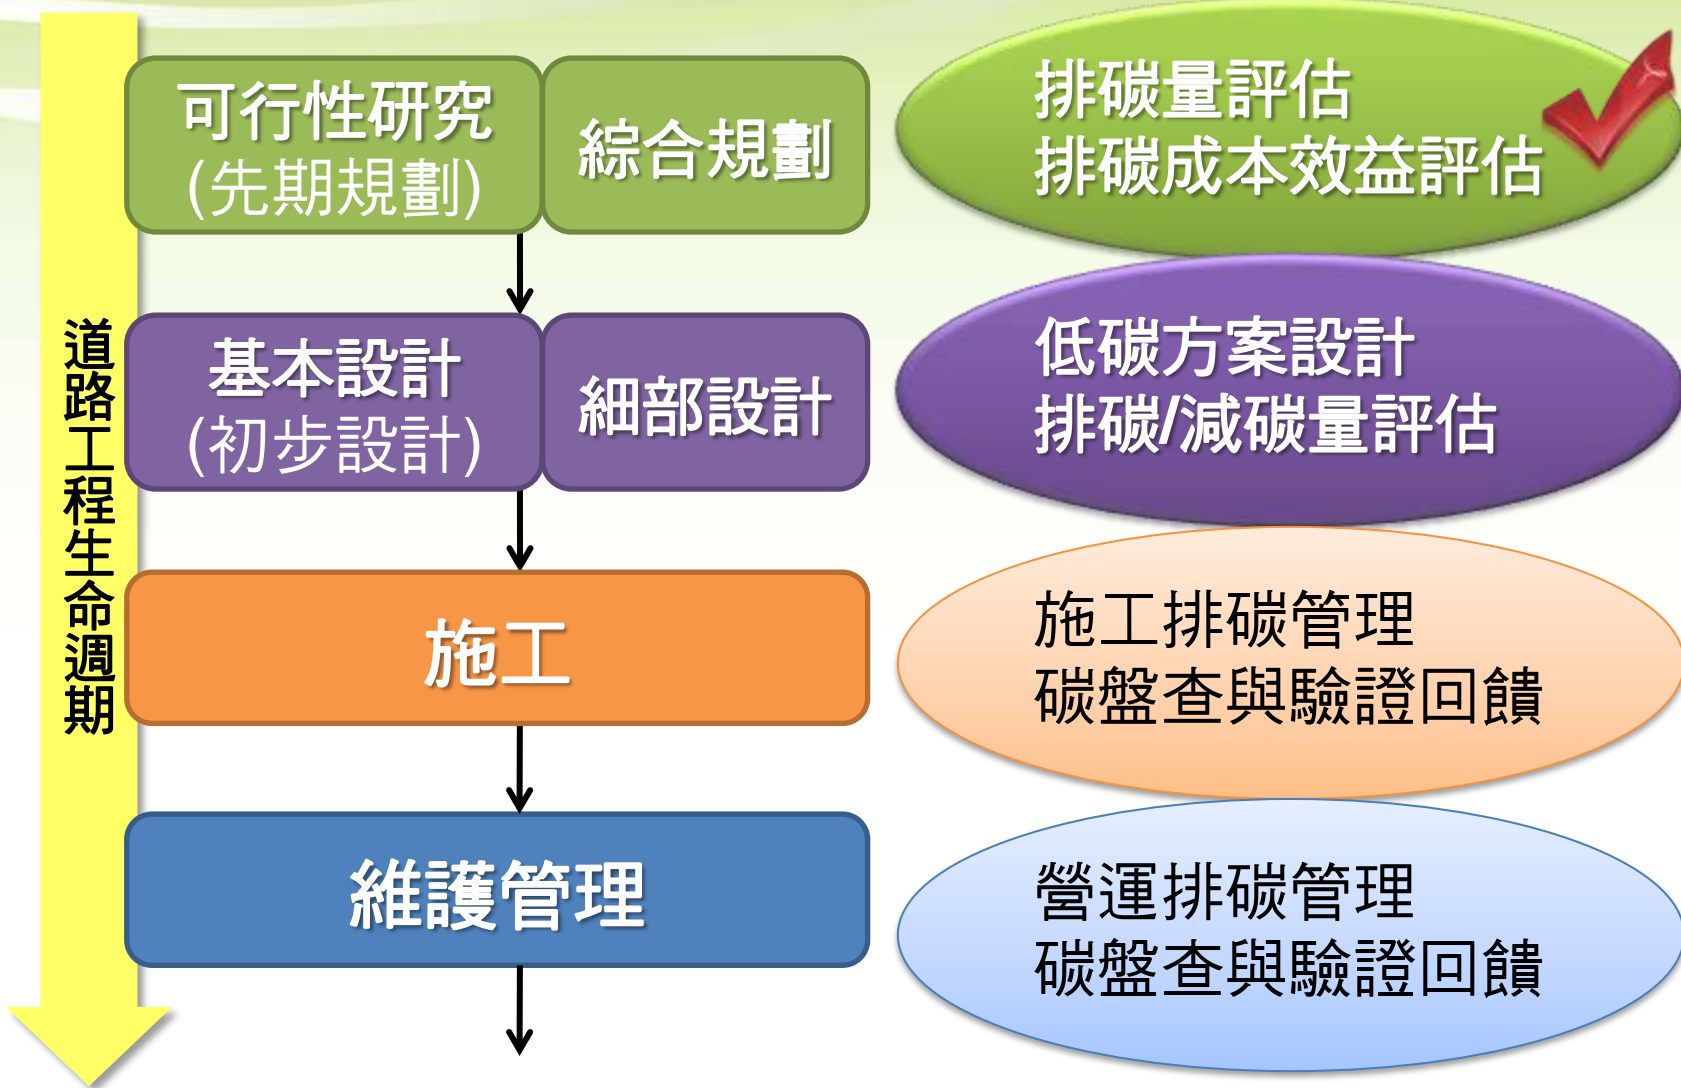 道路工程生命週期
可行性研究
(先期規劃)
綜合規劃
排碳量評估
排碳成本效益評估
基本設計
(初步設計)
細部設計
低碳方案設計
排碳/減碳量評估
施工
施工排碳管理
碳盤查與驗證回饋
維護管理
營運排碳管理
碳盤查與驗證回饋